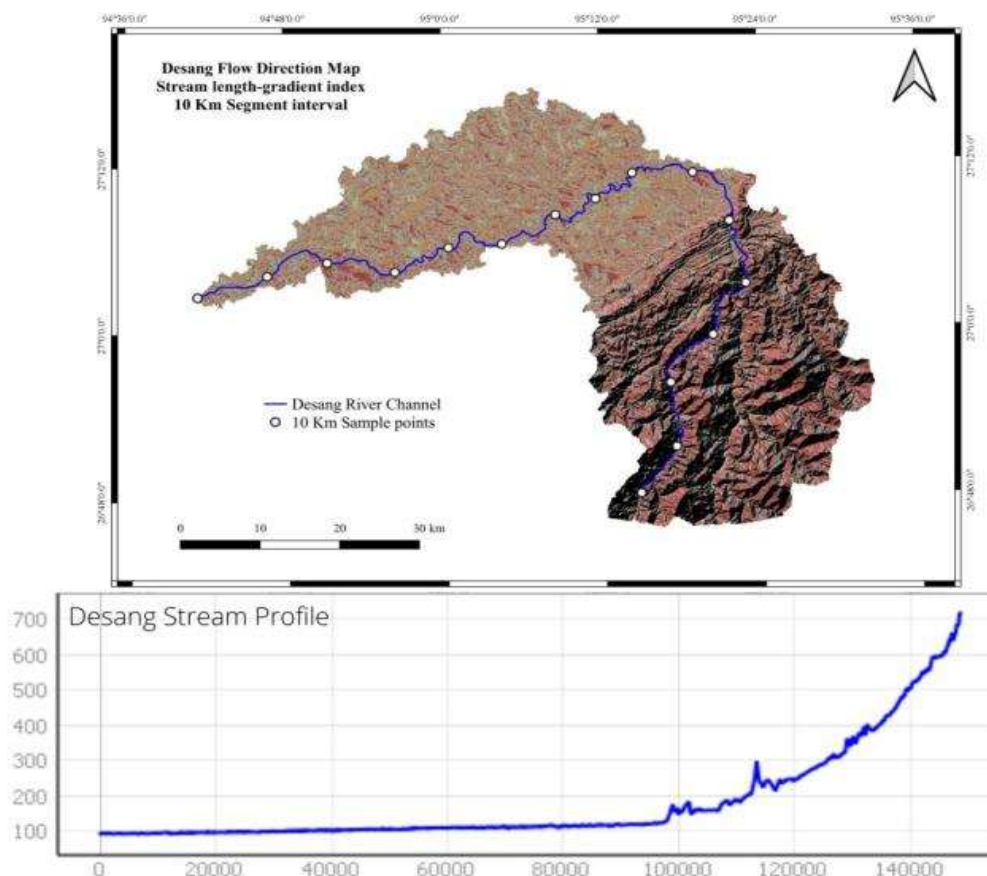 94°36'0.0" 94°48'0.0" 95°0'0.0" 95°12'0.0" 95°24'0.0" 95°36'0.0"
Desang Flow Direction Map
Stream length-gradient index
10 Km Segment interval
27°12'0.0" 27°12'0.0"
27°0'0.0" 27°0'0.0"
Desang River Channel
10 Km Sample points
26°48'0.0" 26°48'0.0"
0 10 20 30 km
Desang Stream Profile
700
600
500
400
300
200
100
0 20000 40000 60000 80000 100000 120000 140000